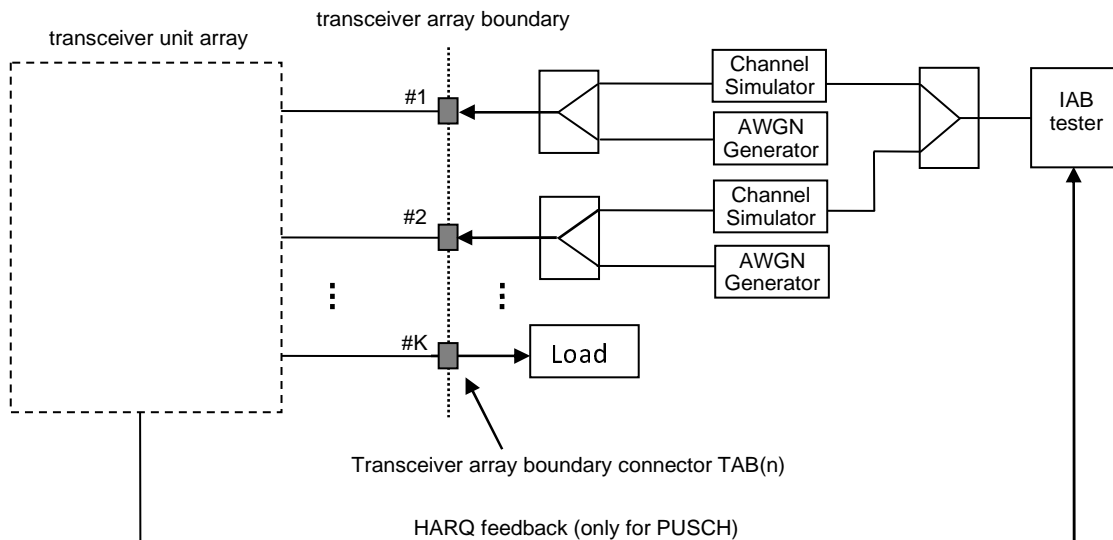 transceiver array boundary
transceiver unit array
#1
Channel
Simulator
AWGN
Generator
IAB
tester
#2
Channel
Simulator
AWGN
Generator
#K
Load
Transceiver array boundary connector TAB(n)
HARQ feedback (only for PUSCH)